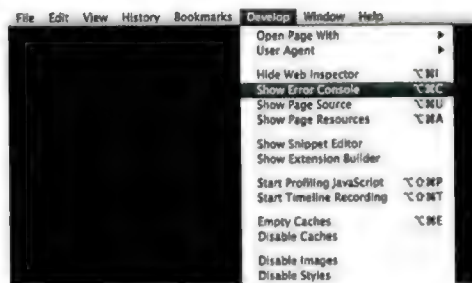 File Edit View History Bookmarks Develop Window Help
Open Page With ▶
User Agent ▶
Hide Web Inspector ⌥⌘I
Show Error Console ⌥⌘C
Show Page Source ⌥⌘U
Show Page Resources ⌥⌘A
Show Snippet Editor
Show Extension Builder
Start Profiling JavaScript ⌥⇧⌘P
Start Timeline Recording ⌥⇧⌘T
Empty Caches ⌥⌘E
Disable Caches
Disable Images
Disable Styles